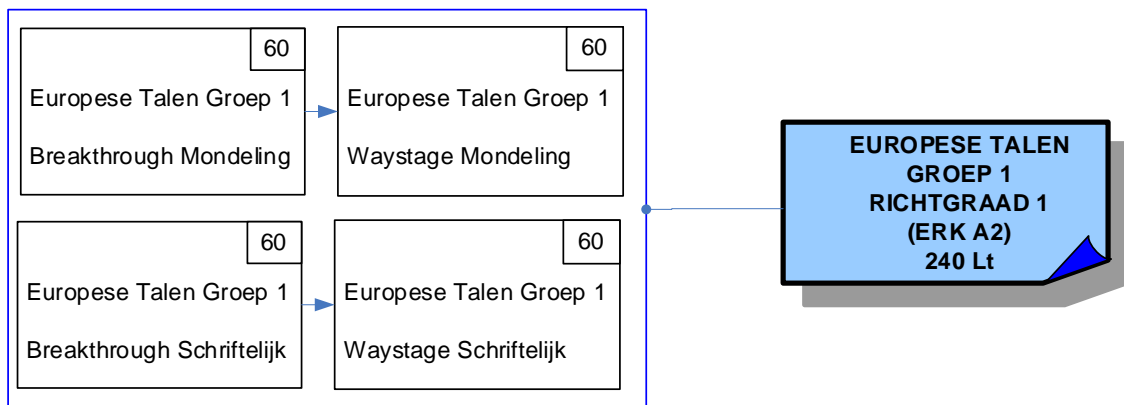 60
Europese Talen Groep 1
Breakthrough Mondeling
60
Europese Talen Groep 1
Waystage Mondeling
60
Europese Talen Groep 1
Breakthrough Schriftelijk
60
Europese Talen Groep 1
Waystage Schriftelijk
EUROPESE TALEN
GROEP 1
RICHTGRAAD 1
(ERK A2)
240 Lt